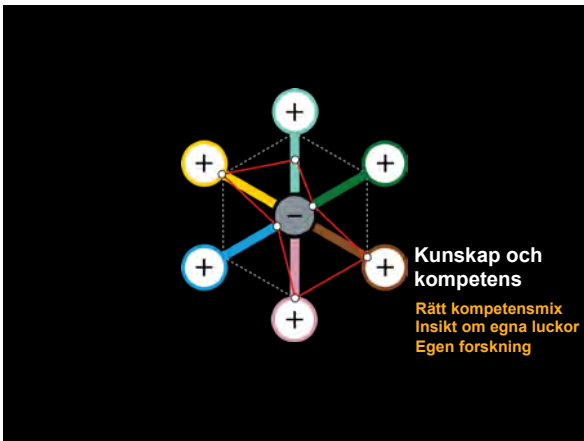 +
+
+
−
+
+
+
Kunskap och
kompetens
Rätt kompetensmix
Insikt om egna luckor
Egen forskning